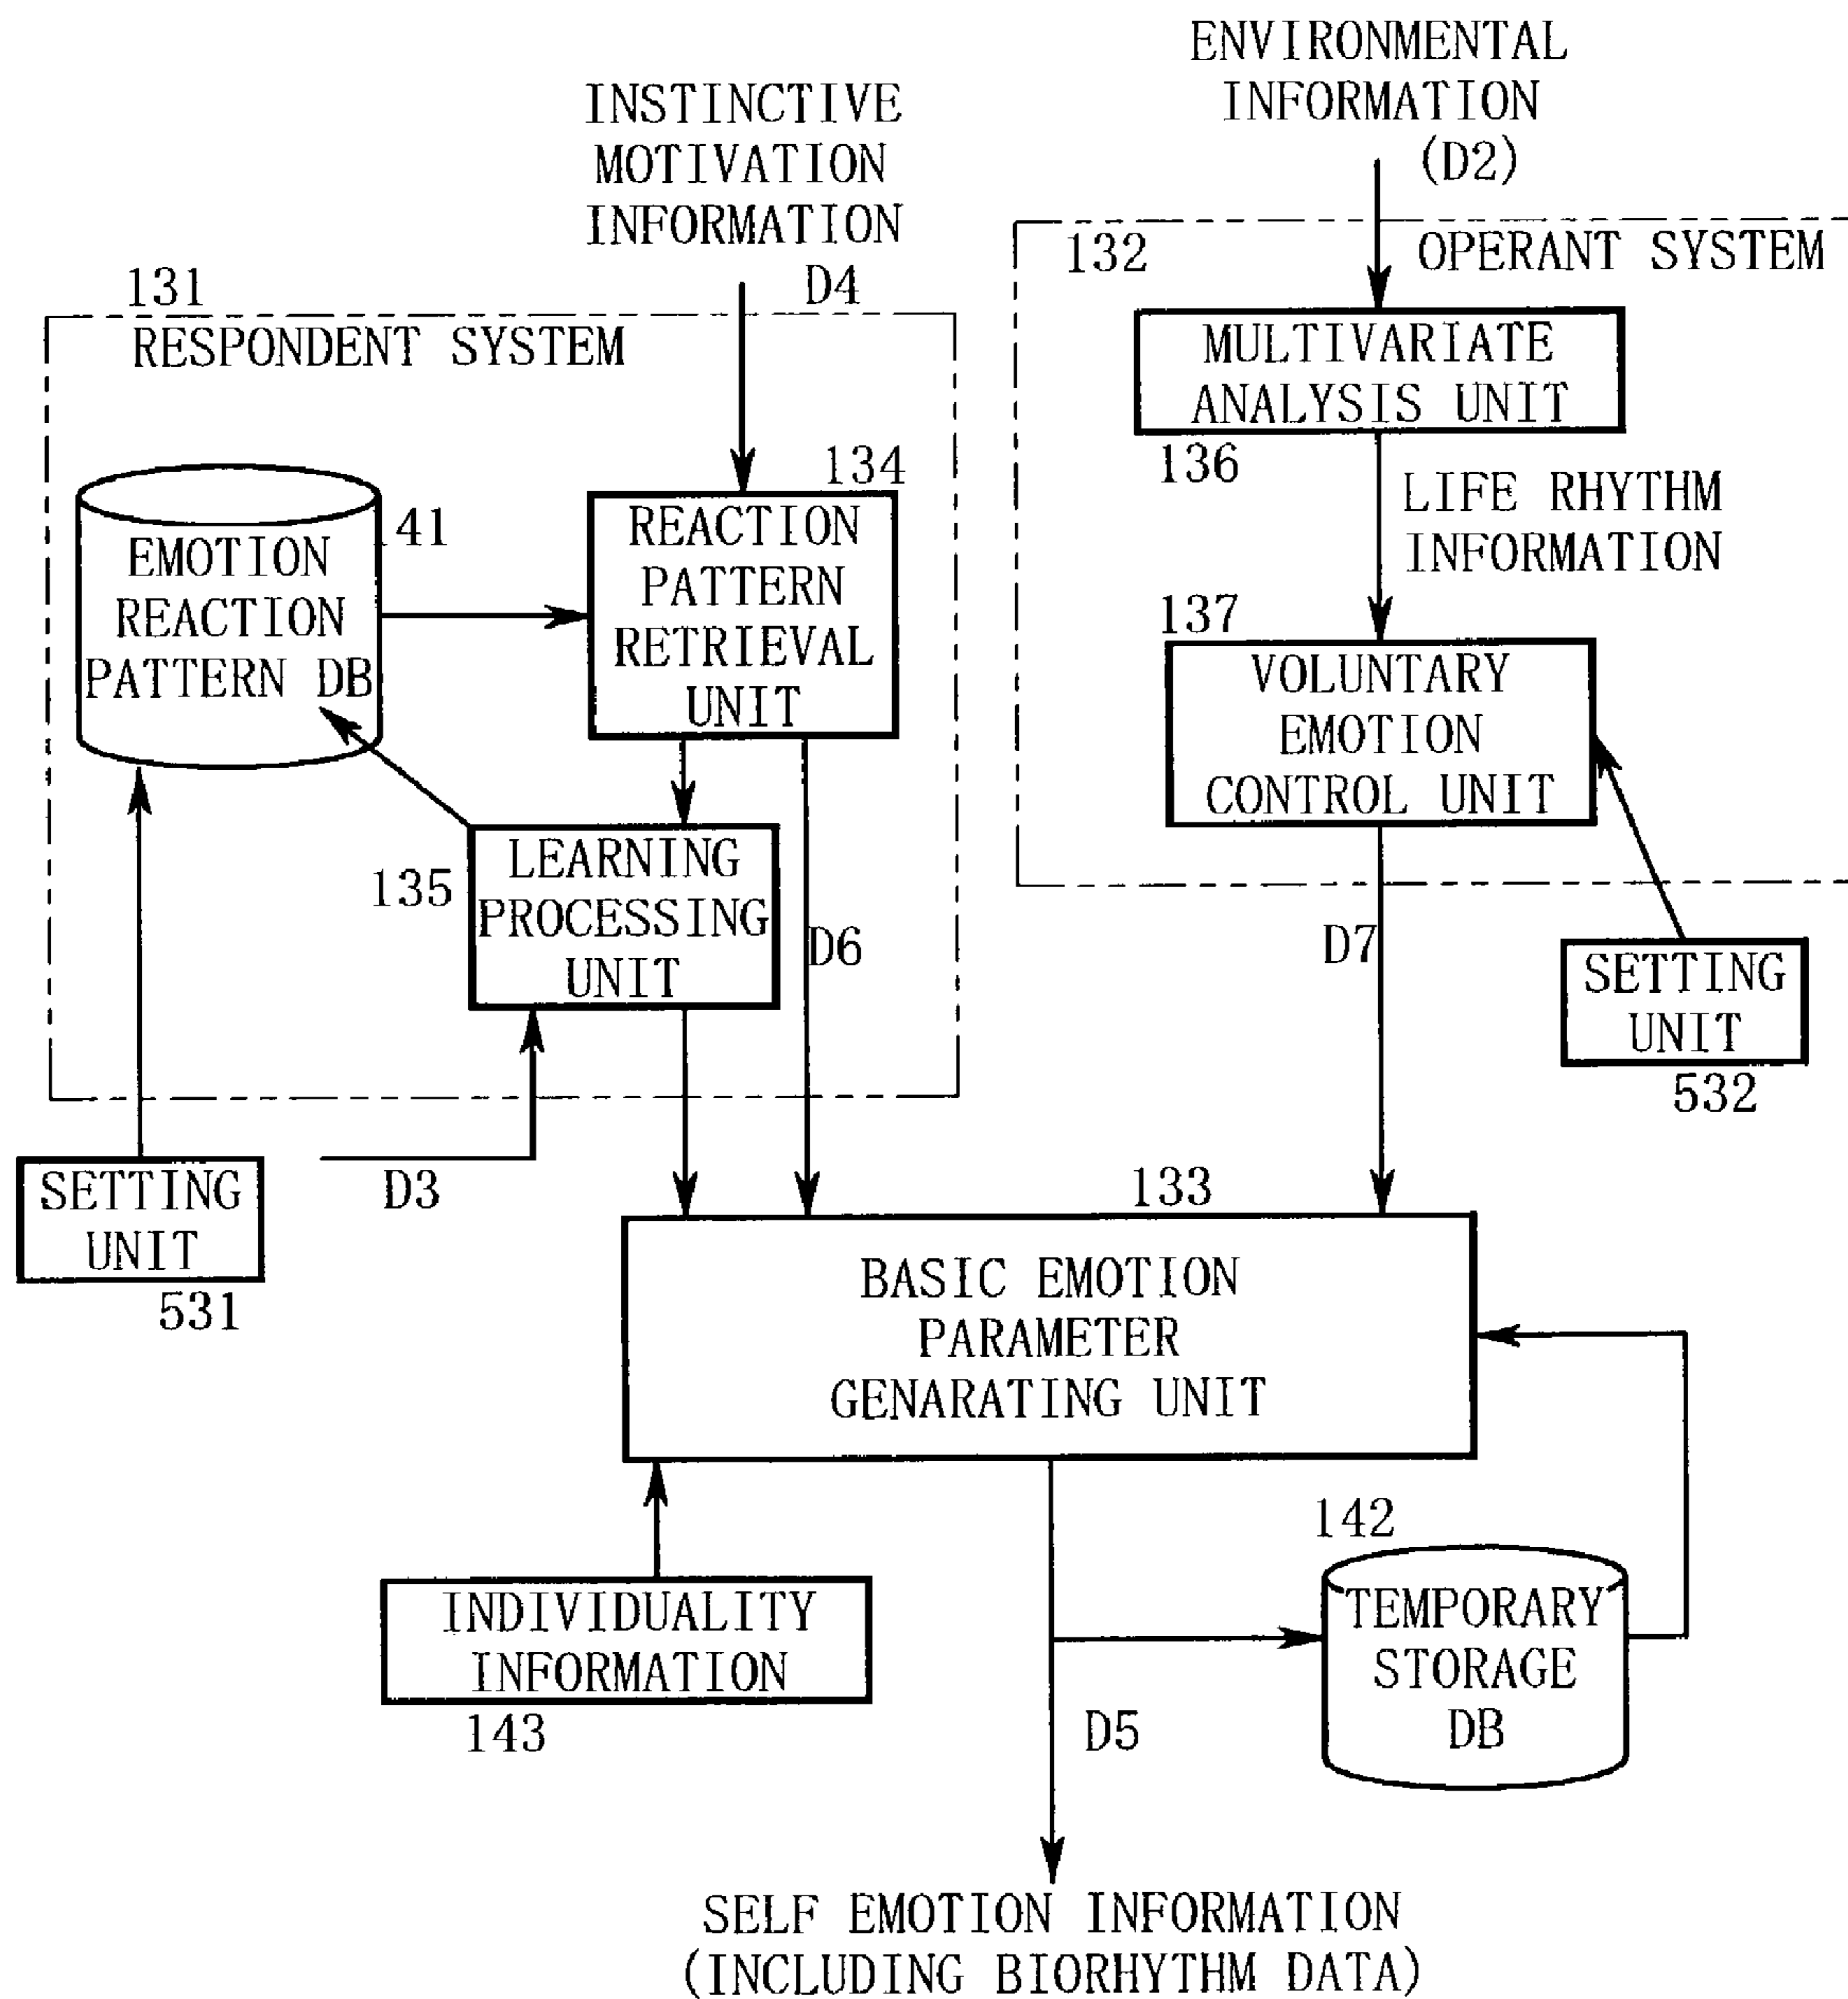 ENVIRONMENTAL
INFORMATION
(D2)
INSTINCTIVE
MOTIVATION
INFORMATION
D4
132
OPERANT SYSTEM
MULTIVARIATE
ANALYSIS UNIT
136
LIFE RHYTHM
INFORMATION
137
VOLUNTARY
EMOTION
CONTROL UNIT
D7
SETTING
UNIT
532
131
RESPONDENT SYSTEM
134
REACTION
PATTERN
RETRIEVAL
UNIT
141
EMOTION
REACTION
PATTERN DB
135
LEARNING
PROCESSING
UNIT
D6
SETTING
UNIT
531
D3
133
BASIC EMOTION
PARAMETER
GENARATING UNIT
INDIVIDUALITY
INFORMATION
143
142
TEMPORARY
STORAGE
DB
D5
SELF EMOTION INFORMATION
(INCLUDING BIORHYTHM DATA)